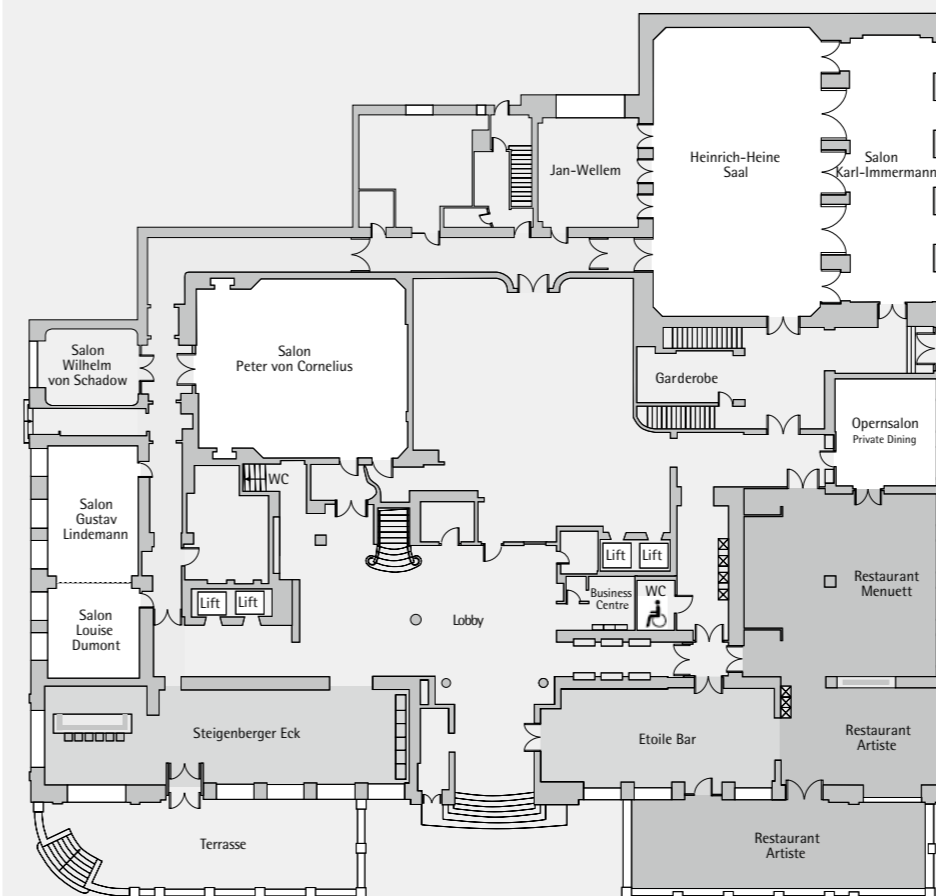 Heinrich-Heine
Saal
Salon
Karl-Immermann
Jan-Wellem
Salon
Wilhelm
von Schadow
Salon
Peter von Cornelius
Garderobe
Opernsalon
Private Dining
WC
Salon
Gustav
Lindemann
Lift
Lift
Restaurant
Menuett
Business
Centre
WC
Lift
Lift
Lobby
Salon
Louise
Dumont
Steigenberger Eck
Etoile Bar
Restaurant
Artiste
Terrasse
Restaurant
Artiste